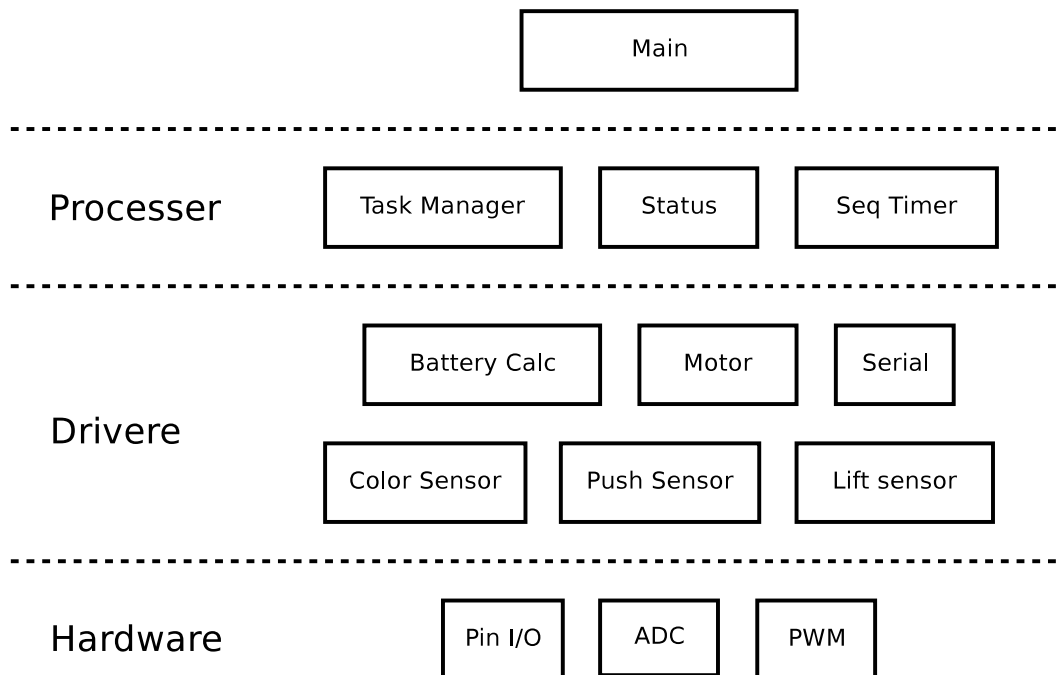 Main
Processer
Task Manager
Status
Seq Timer
Drivere
Battery Calc
Motor
Serial
Color Sensor
Push Sensor
Lift sensor
Hardware
Pin I/O
ADC
PWM